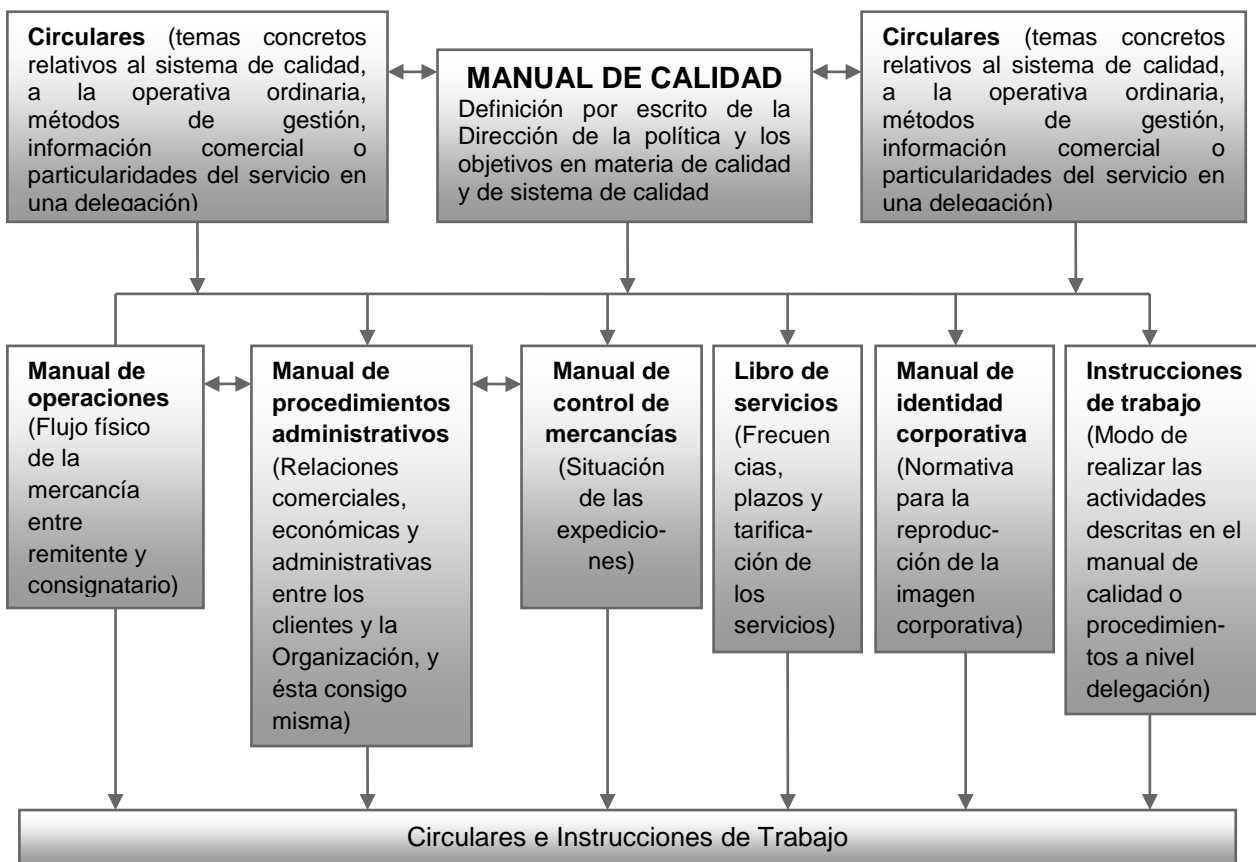 Circulares (temas concretos
relativos al sistema de calidad,
a la operativa ordinaria,
métodos de gestión,
información comercial o
particularidades del servicio en
una delegación)
MANUAL DE CALIDAD
Definición por escrito de la
Dirección de la política y los
objetivos en materia de calidad
y de sistema de calidad
Circulares (temas concretos
relativos al sistema de calidad,
a la operativa ordinaria,
métodos de gestión,
información comercial o
particularidades del servicio en
una delegación)
Manual de
operaciones
(Flujo físico
de la
mercancía
entre
remitente y
consignatario)
Manual de
procedimientos
administrativos
(Relaciones
comerciales,
económicas y
administrativas
entre los
clientes y la
Organización, y
ésta consigo
misma)
Manual de
control de
mercancías
(Situación
de las
expedicio-
nes)
Libro de
servicios
(Frecuen
cias,
plazos y
tarifica-
ción de
los
servicios)
Manual de
identidad
corporativa
(Normativa
para la
reproduc-
ción de la
imagen
corporativa)
Instrucciones
de trabajo
(Modo de
realizar las
actividades
descritas en el
manual de
calidad o
procedimien-
tos a nivel
delegación)
Circulares e Instrucciones de Trabajo